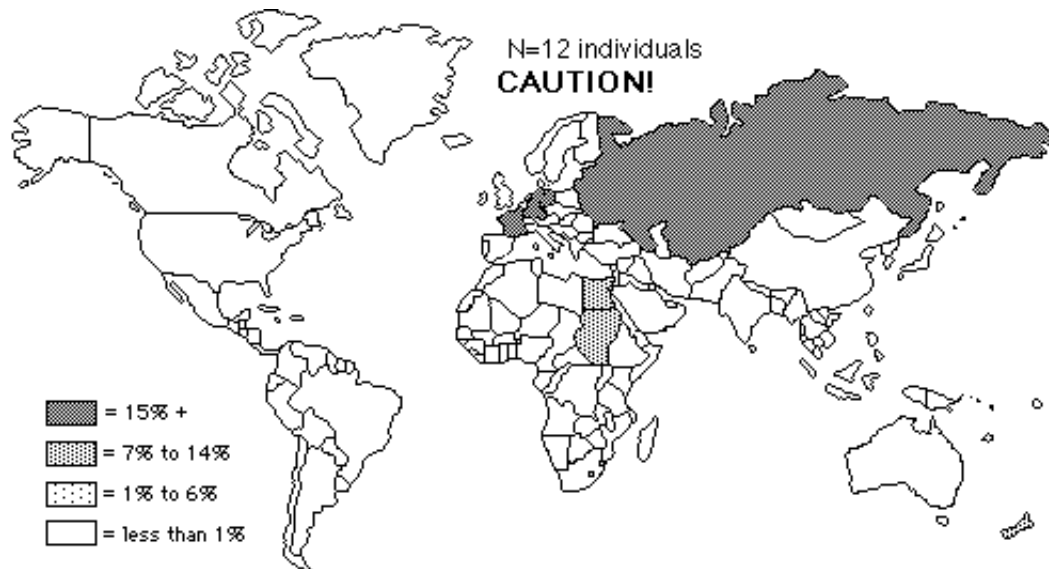 N=12 individuals
CAUTION!
= 15% +
= 7% to 14%
= 1% to 6%
= less than 1%